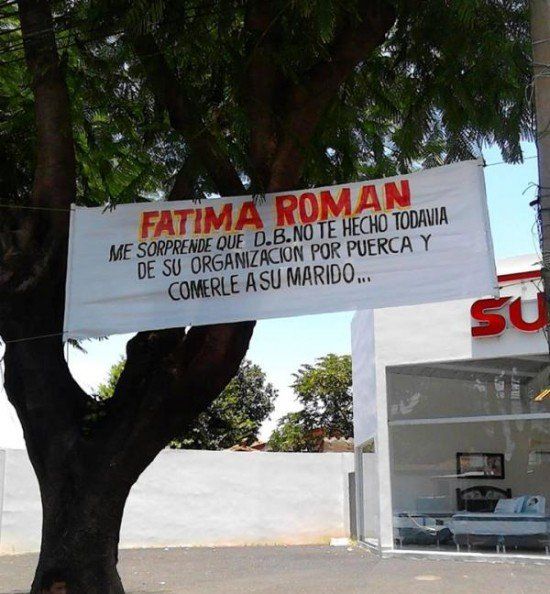 FATIMA ROMAN
ME SORPRENDE QUE D.B.NO TE HECHO TODAVIA
DE SU ORGANIZACION POR PUERCA Y
COMERLE A SU MARIDO...
SU